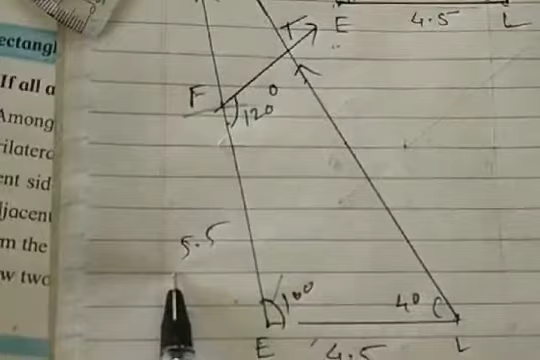 T E 4.5 L
ectangl
If all a
F 120°
Among
rilatera
ent sid
djacent
m the
w two
5.5
100 40
E 4.5 L